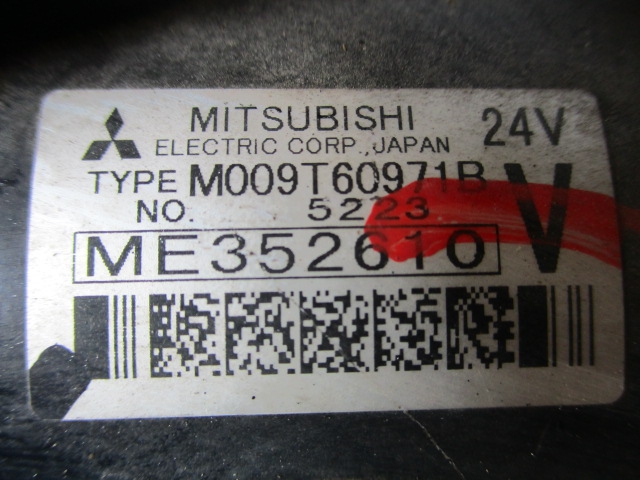 MITSUBISHI 24V
ELECTRIC CORP., JAPAN
TYPE M009T60971B V
NO. 5223
ME352610